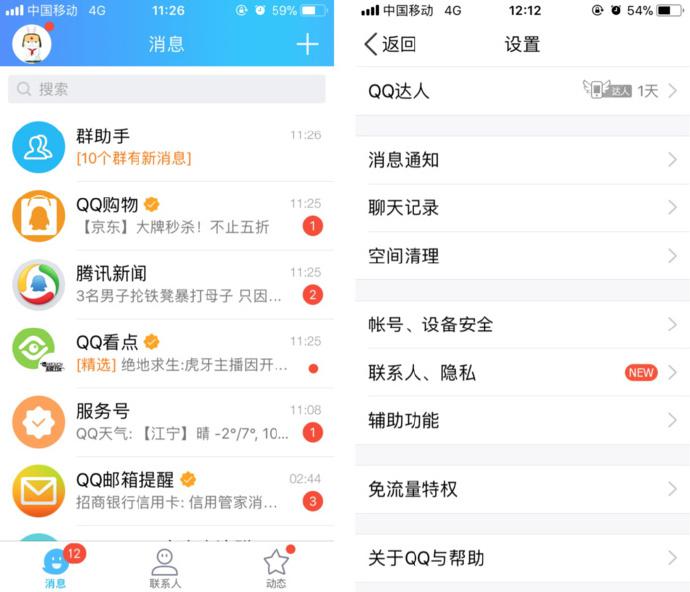 中国移动 4G 11:26 59%
消息
搜索
群助手 11:26
[10个群有新消息]
QQ购物 11:25
【京东】大牌秒杀！不止五折 1
腾讯新闻 11:25
3名男子抡铁凳暴打母子 只因... 2
QQ看点 11:25
[精选] 绝地求生:虎牙主播因开...
服务号 11:08
QQ天气: 【江宁】晴 -2°/7°, 10... 1
QQ邮箱提醒 02:44
招商银行信用卡: 信用管家消... 3
12
消息 联系人 动态
中国移动 4G 12:12 54%
返回 设置
QQ达人 达人 1天
消息通知
聊天记录
空间清理
帐号、设备安全
联系人、隐私 NEW
辅助功能
免流量特权
关于QQ与帮助